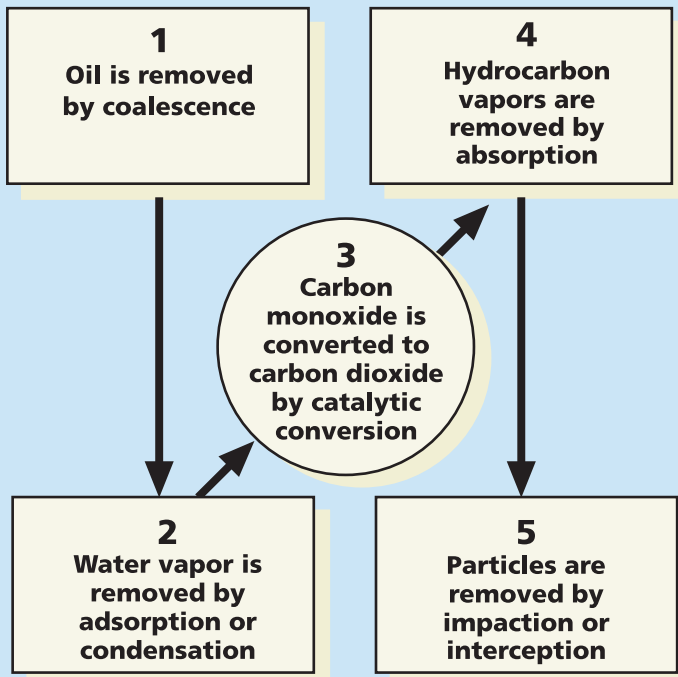 1
Oil is removed
by coalescence
2
Water vapor is
removed by
adsorption or
condensation
3
Carbon
monoxide is
converted to
carbon dioxide
by catalytic
conversion
4
Hydrocarbon
vapors are
removed by
absorption
5
Particles are
removed by
impaction or
interception